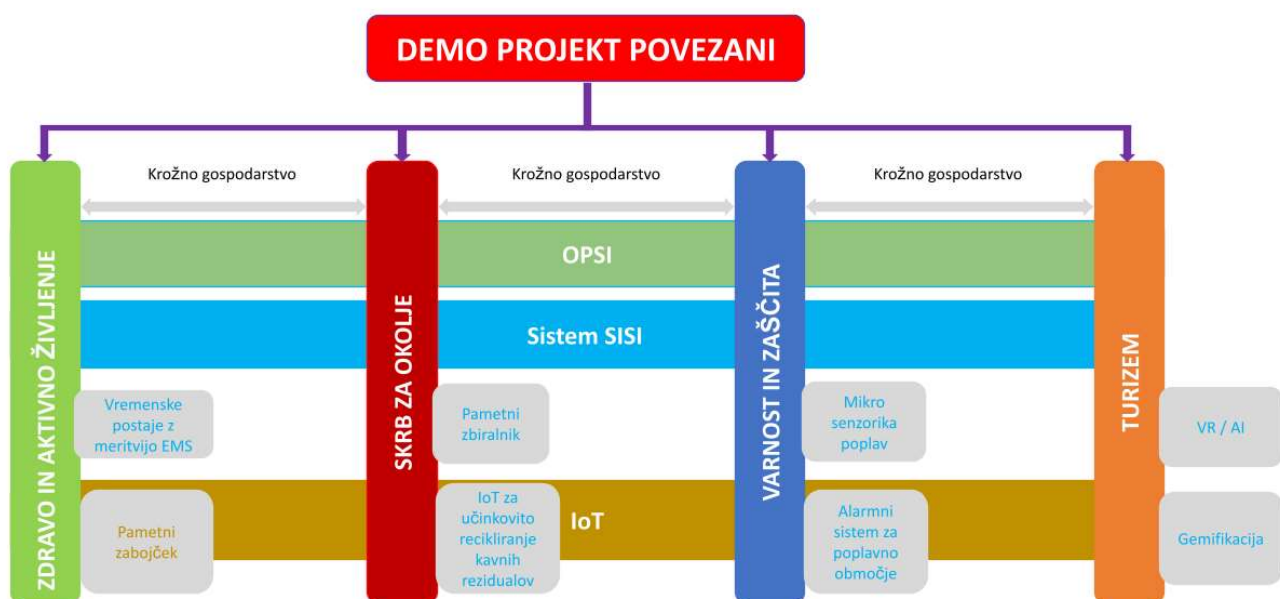 DEMO PROJEKT POVEZANI
Krožno gospodarstvo
Krožno gospodarstvo
Krožno gospodarstvo
ZDRAVO IN AKTIVNO ŽIVLJENJE
SKRB ZA OKOLJE
VARNOST IN ZAŠČITA
TURIZEM
OPSI
Sistem SISI
Vremenske
postaje z
meritvijo EMS
Pametni
zbiralnik
Mikro
senzorika
poplav
VR / AI
IoT
Pametni
zabojček
IoT za
učinkovito
recikliranje
kavnih
rezidualov
Alarmni
sistem za
poplavno
območje
Gemifikacija